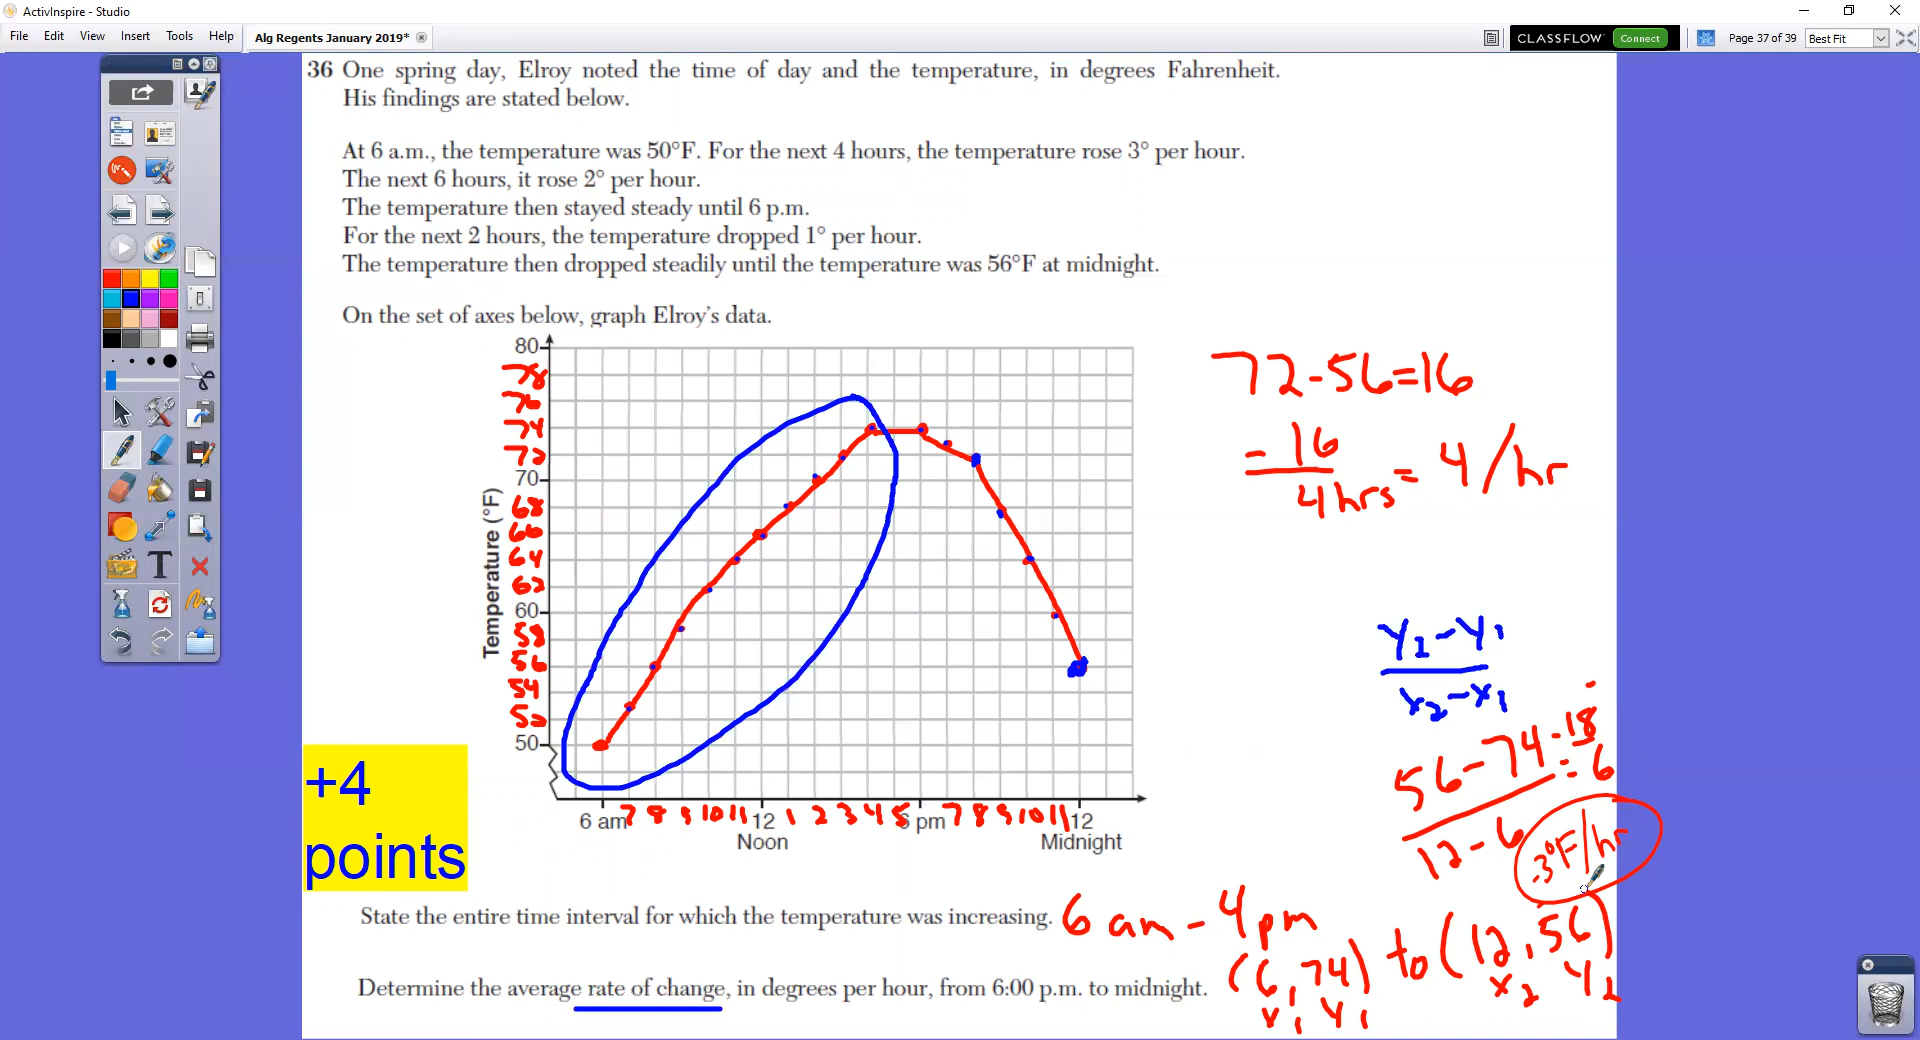 ActivInspire - Studio
File Edit View Insert Tools Help
Alg Regents January 2019*
CLASSFLOW Connect
Page 37 of 39
Best Fit
36 One spring day, Elroy noted the time of day and the temperature, in degrees Fahrenheit.
His findings are stated below.
At 6 a.m., the temperature was 50°F. For the next 4 hours, the temperature rose 3° per hour.
The next 6 hours, it rose 2° per hour.
The temperature then stayed steady until 6 p.m.
For the next 2 hours, the temperature dropped 1° per hour.
The temperature then dropped steadily until the temperature was 56°F at midnight.
On the set of axes below, graph Elroy's data.
80
78
76
74
72
70
68
66
64
62
60
58
56
54
52
50
Temperature (°F)
6 am 7 8 9 10 11 12 1 2 3 4 5 6 pm 7 8 9 10 11 12
Noon Midnight
72-56=16
-16
4hrs = 4/hr
Y2-Y1
x2-x1
56-74 = -18
12-6 6
-3°F/hr
+4
points
State the entire time interval for which the temperature was increasing. 6 am - 4pm
Determine the average rate of change, in degrees per hour, from 6:00 p.m. to midnight. (6,74) to (12,56)
x1 Y1 x2 Y2
T